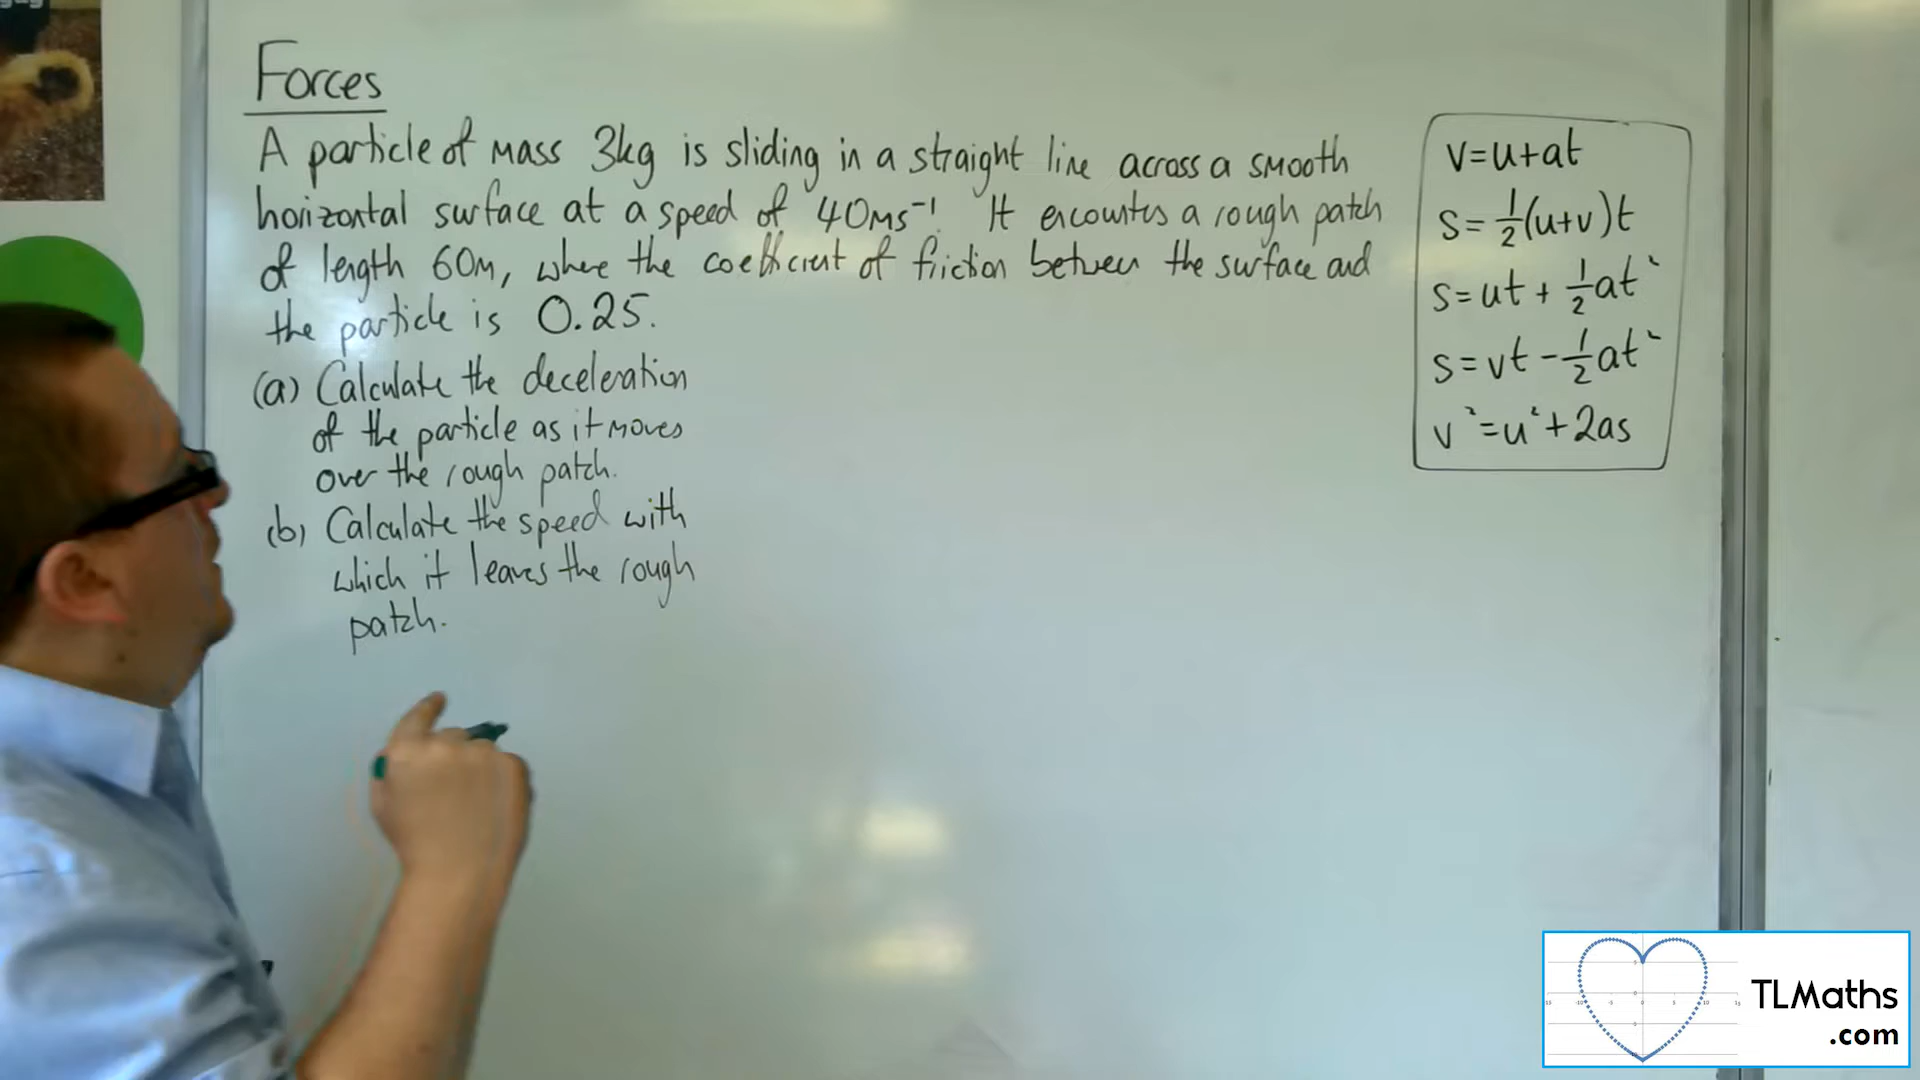 Forces
A particle of mass 3kg is sliding in a straight line across a smooth
horizontal surface at a speed of 40ms⁻¹. It encounters a rough patch
of length 60m, where the coefficient of friction between the surface and
the particle is 0.25.
(a) Calculate the deceleration
of the particle as it moves
over the rough patch.
(b) Calculate the speed with
which it leaves the rough
patch.
v=u+at
s=½(u+v)t
s=ut+½at²
s=vt-½at²
v²=u²+2as
TLMaths
.com